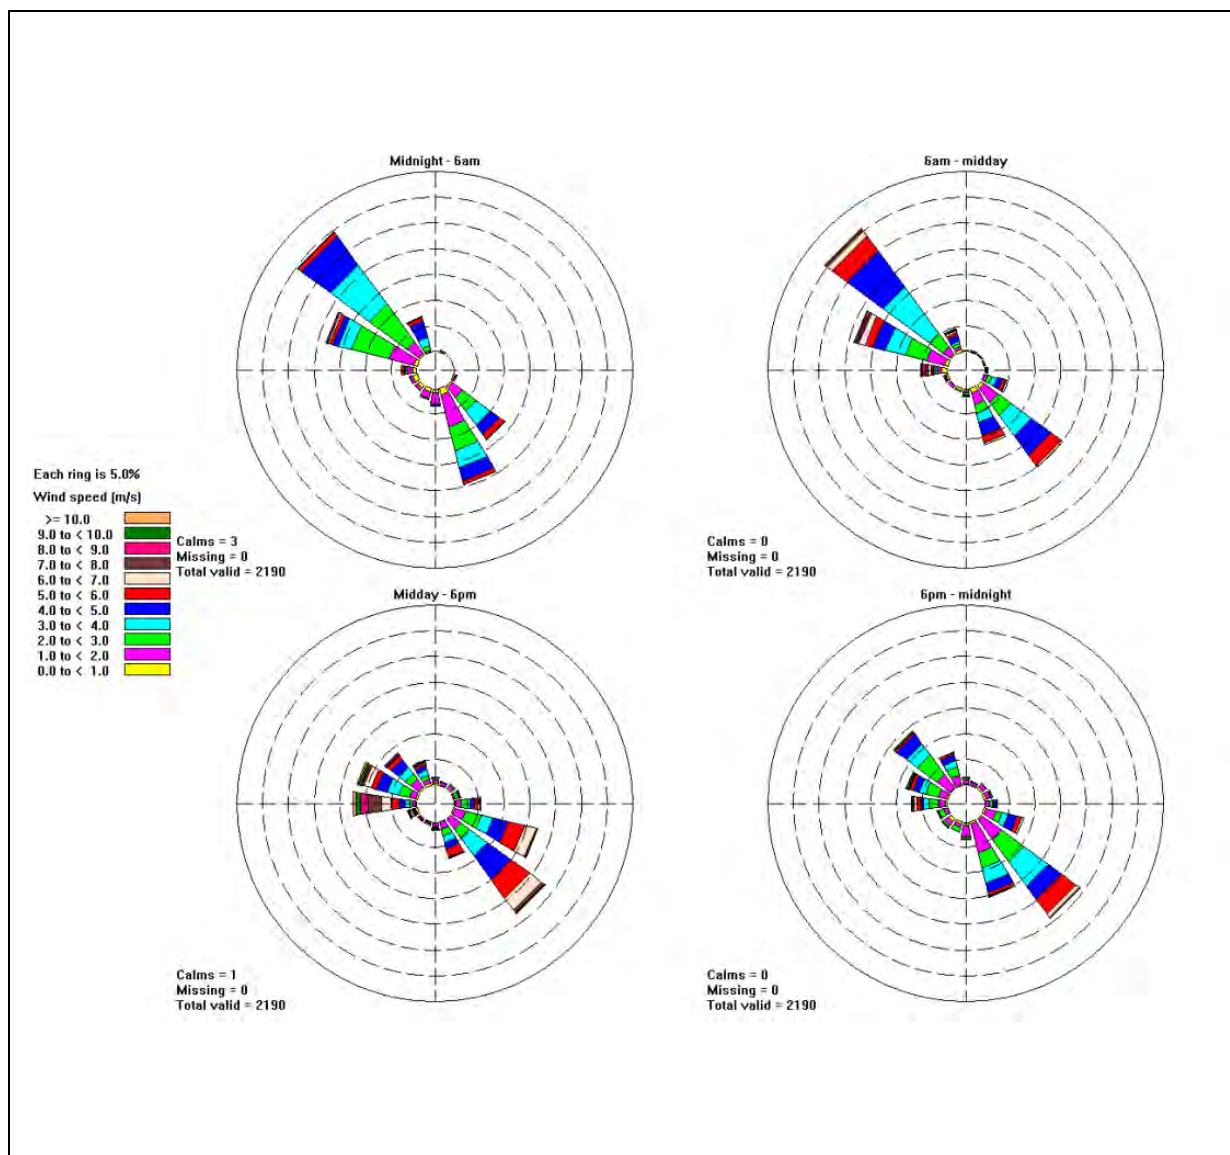 Midnight - 6am
6am - midday
Each ring is 5.0%
Wind speed (m/s)
>= 10.0
9.0 to < 10.0
8.0 to < 9.0
7.0 to < 8.0
6.0 to < 7.0
5.0 to < 6.0
4.0 to < 5.0
3.0 to < 4.0
2.0 to < 3.0
1.0 to < 2.0
0.0 to < 1.0
Calms = 3
Missing = 0
Total valid = 2190
Calms = 0
Missing = 0
Total valid = 2190
Midday - 6pm
6pm - midnight
Calms = 1
Missing = 0
Total valid = 2190
Calms = 0
Missing = 0
Total valid = 2190